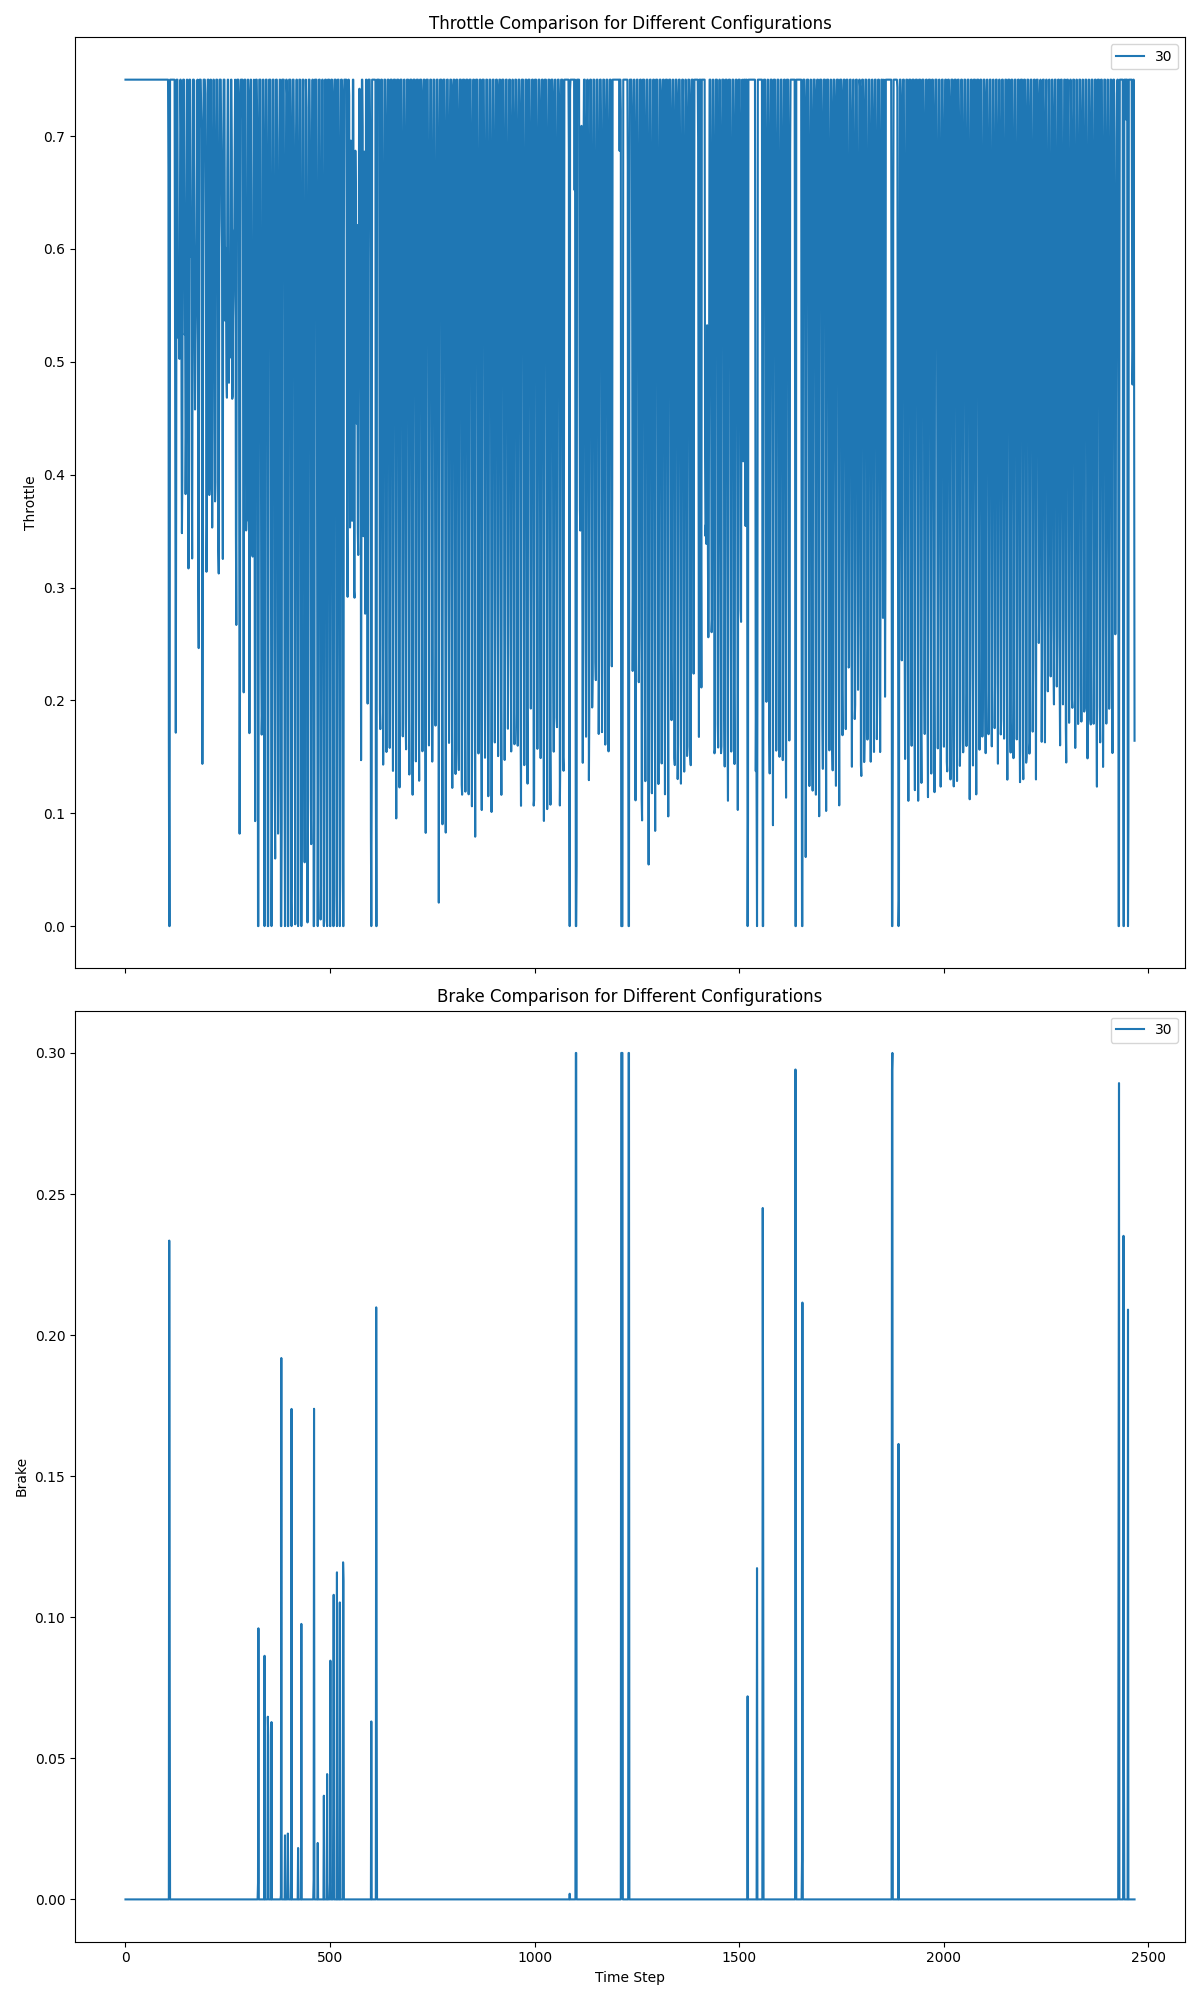 Throttle Comparison for Different Configurations
30
0.7
0.6
0.5
0.4
0.3
0.2
0.1
0.0
Throttle
Brake Comparison for Different Configurations
30
0.30
0.25
0.20
0.15
0.10
0.05
0.00
Brake
0 500 1000 1500 2000 2500
Time Step